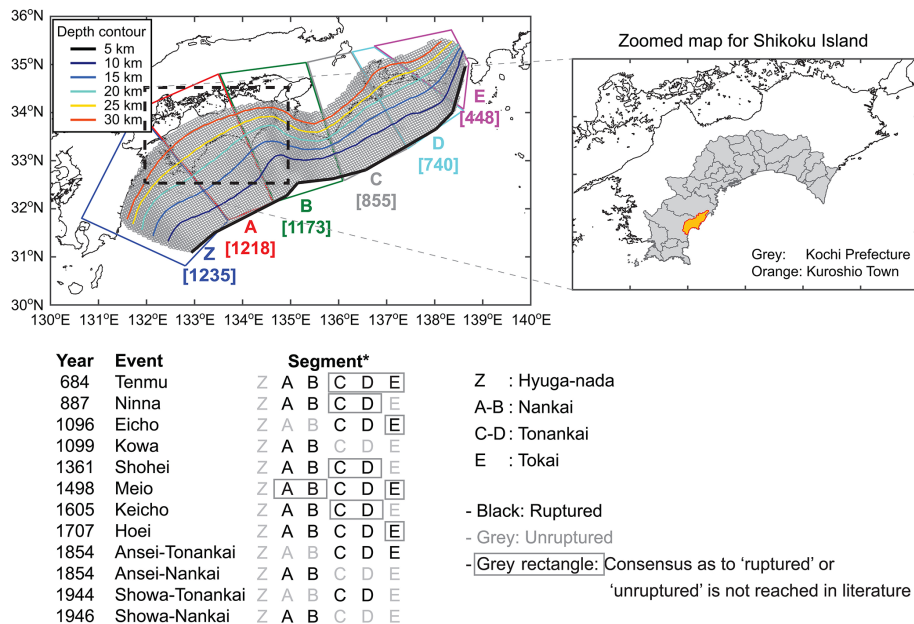 Depth contour
5 km
10 km
15 km
20 km
25 km
30 km
36°N
35°N
34°N
33°N
32°N
31°N
30°N
130°E 131°E 132°E 133°E 134°E 135°E 136°E 137°E 138°E 139°E 140°E
E
[448]
D
[740]
C
[855]
B
[1173]
A
[1218]
Z
[1235]
Zoomed map for Shikoku Island
Grey: Kochi Prefecture
Orange: Kuroshio Town
Year Event Segment*
684 Tenmu Z A B C D E
887 Ninna Z A B C D E
1096 Eicho Z A B C D E
1099 Kowa Z A B C D E
1361 Shohei Z A B C D E
1498 Meio Z A B C D E
1605 Keicho Z A B C D E
1707 Hoei Z A B C D E
1854 Ansei-Tonankai Z A B C D E
1854 Ansei-Nankai Z A B C D E
1944 Showa-Tonankai Z A B C D E
1946 Showa-Nankai Z A B C D E
Z : Hyuga-nada
A-B : Nankai
C-D : Tonankai
E : Tokai
- Black: Ruptured
- Grey: Unruptured
- Grey rectangle: Consensus as to 'ruptured' or
'unruptured' is not reached in literature